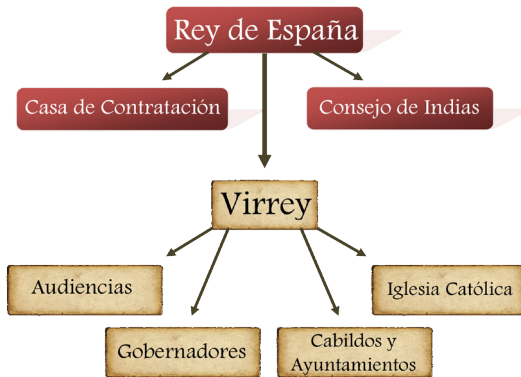 Rey de España
Casa de Contratación
Consejo de Indias
Virrey
Audiencias
Iglesia Católica
Gobernadores
Cabildos y
Ayuntamientos